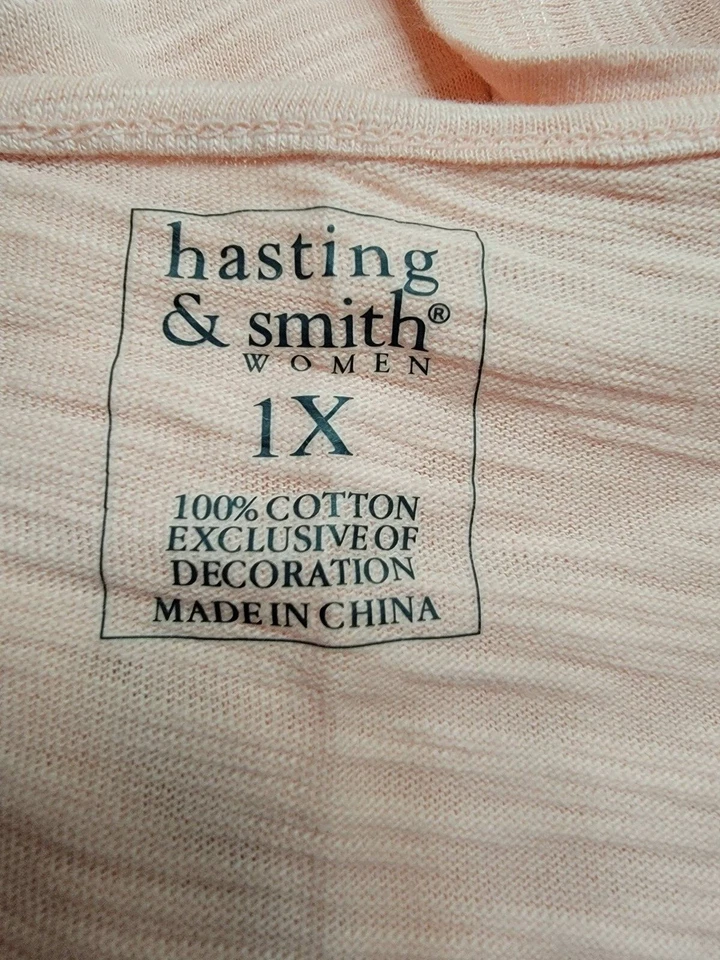 hasting
& smith®
WOMEN
1X
100% COTTON
EXCLUSIVE OF
DECORATION
MADE IN CHINA